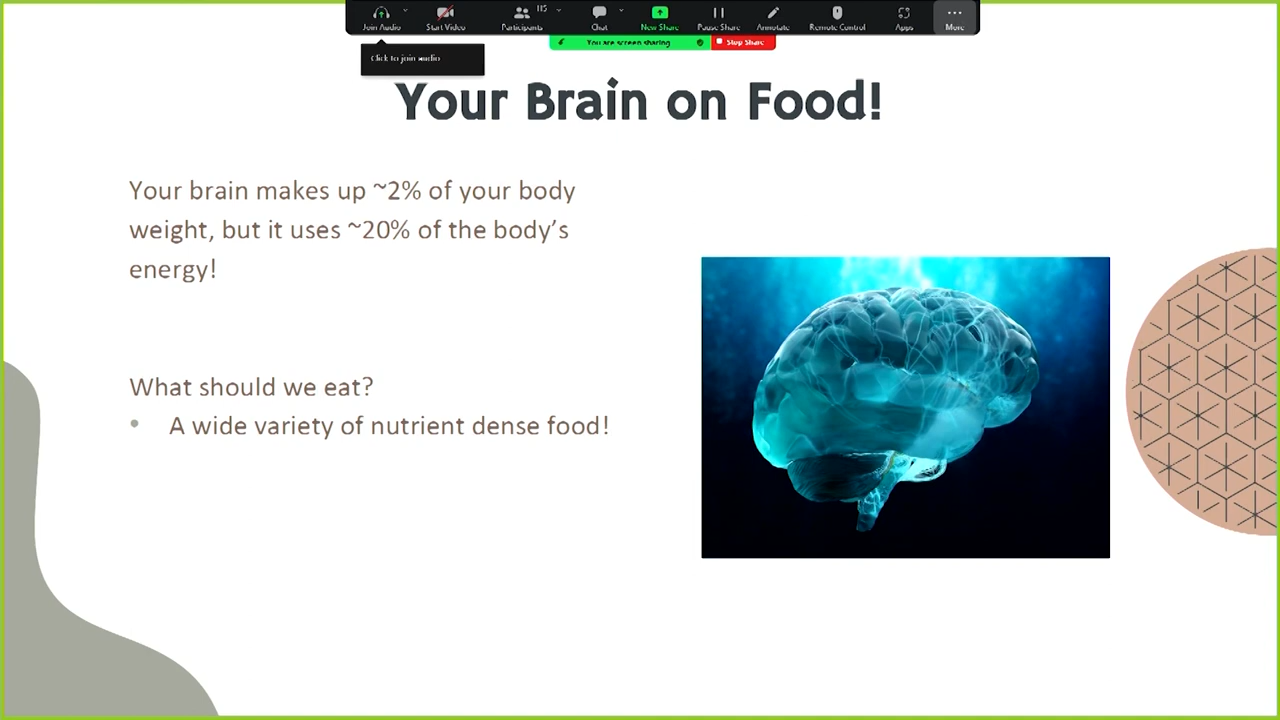 Join Audio
Start Video
Participants
115
Chat
New Share
Pause Share
Annotate
Remote Control
Apps
More
You are screen sharing
Stop Share
Click to join audio
Your Brain on Food!
Your brain makes up ~2% of your body
weight, but it uses ~20% of the body’s
energy!
What should we eat?
• A wide variety of nutrient dense food!